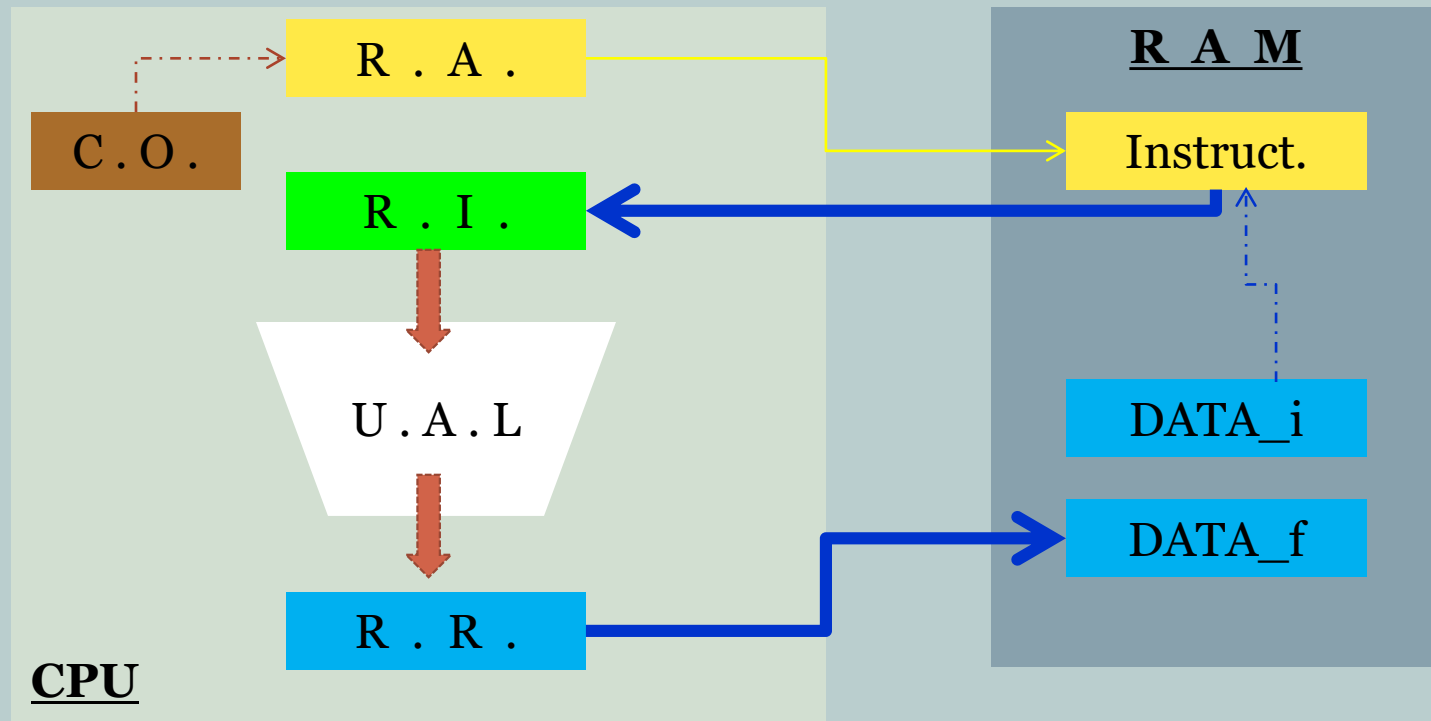 R . A .
R A M
C . O .
Instruct.
R . I .
U . A . L
DATA_i
DATA_f
R . R .
CPU